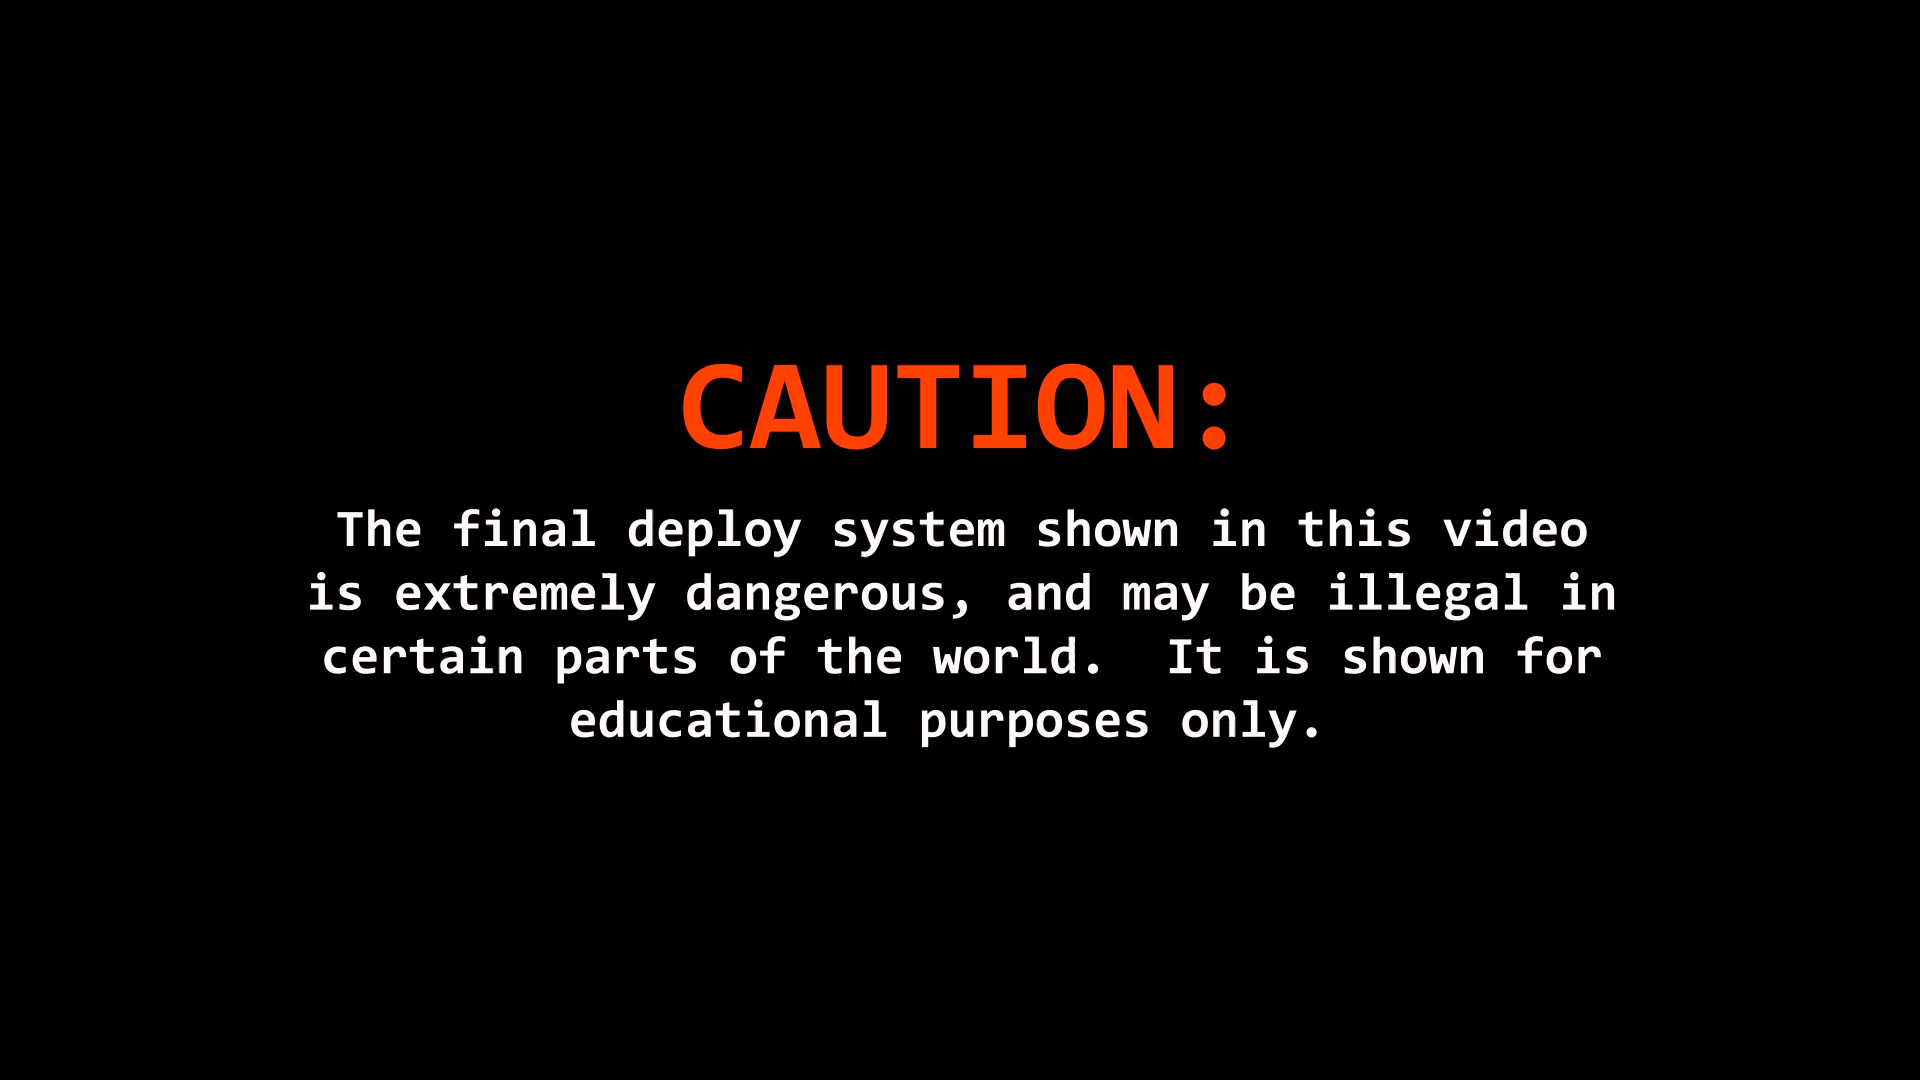 CAUTION:
The final deploy system shown in this video
is extremely dangerous, and may be illegal in
certain parts of the world.  It is shown for
educational purposes only.